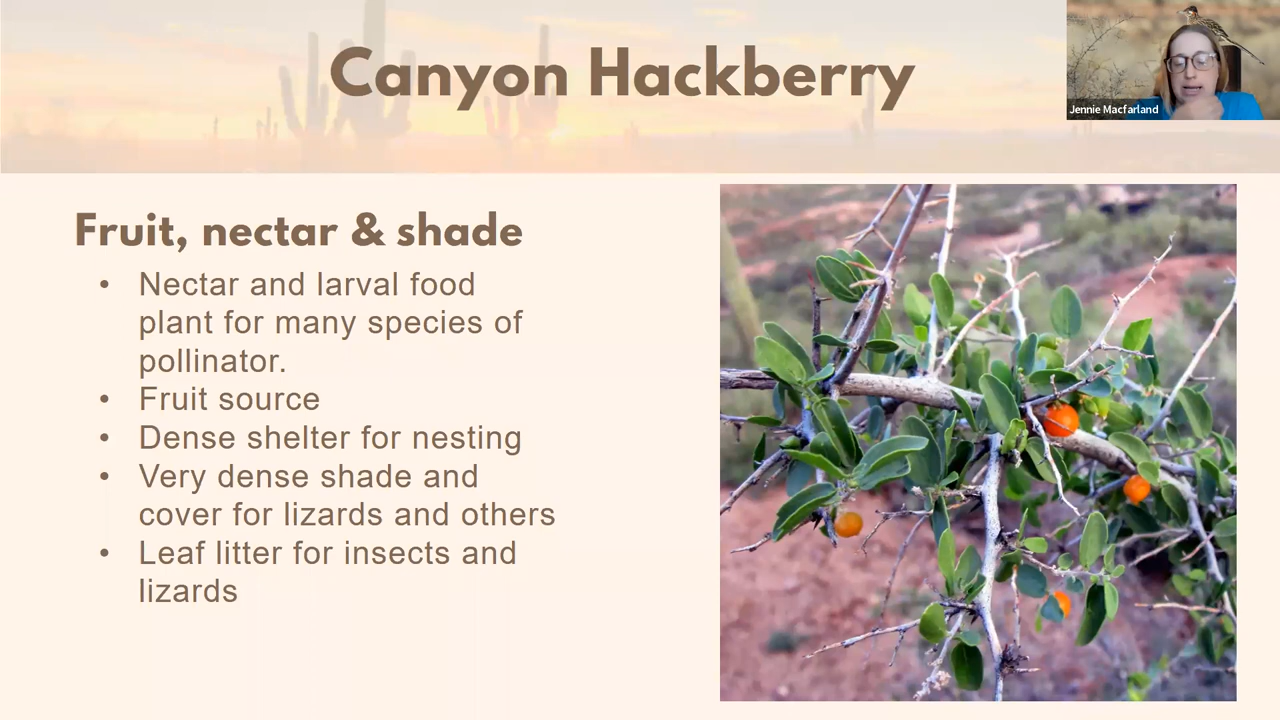 Canyon Hackberry
Jennie Macfarland
Fruit, nectar & shade
• Nectar and larval food
plant for many species of
pollinator.
• Fruit source
• Dense shelter for nesting
• Very dense shade and
cover for lizards and others
• Leaf litter for insects and
lizards